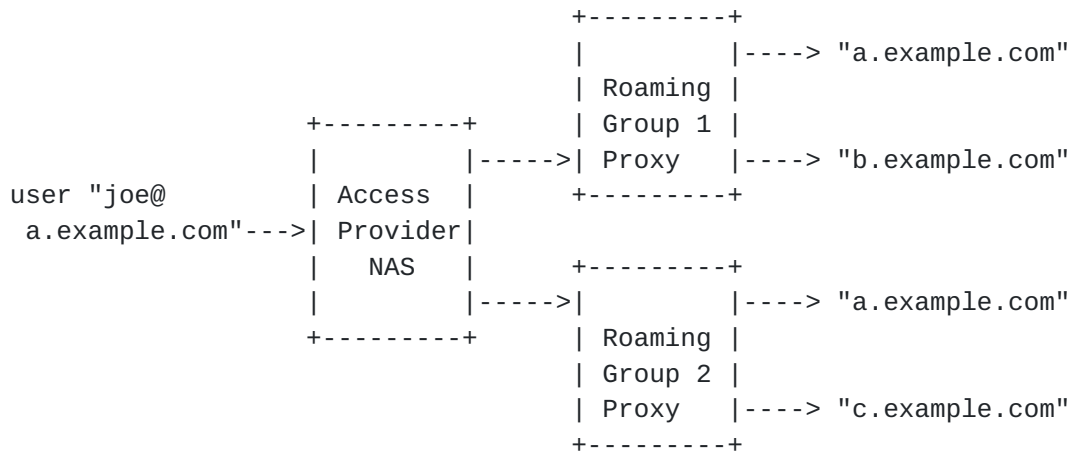 +---------+
                                    |         |----> "a.example.com"
                                    | Roaming |
                   +---------+      | Group 1 |
                   |         |----->| Proxy   |----> "b.example.com"
user "joe@         | Access  |      +---------+
 a.example.com"--->| Provider|
                   |   NAS   |      +---------+
                   |         |----->|         |----> "a.example.com"
                   +---------+      | Roaming |
                                    | Group 2 |
                                    | Proxy   |----> "c.example.com"
                                    +---------+